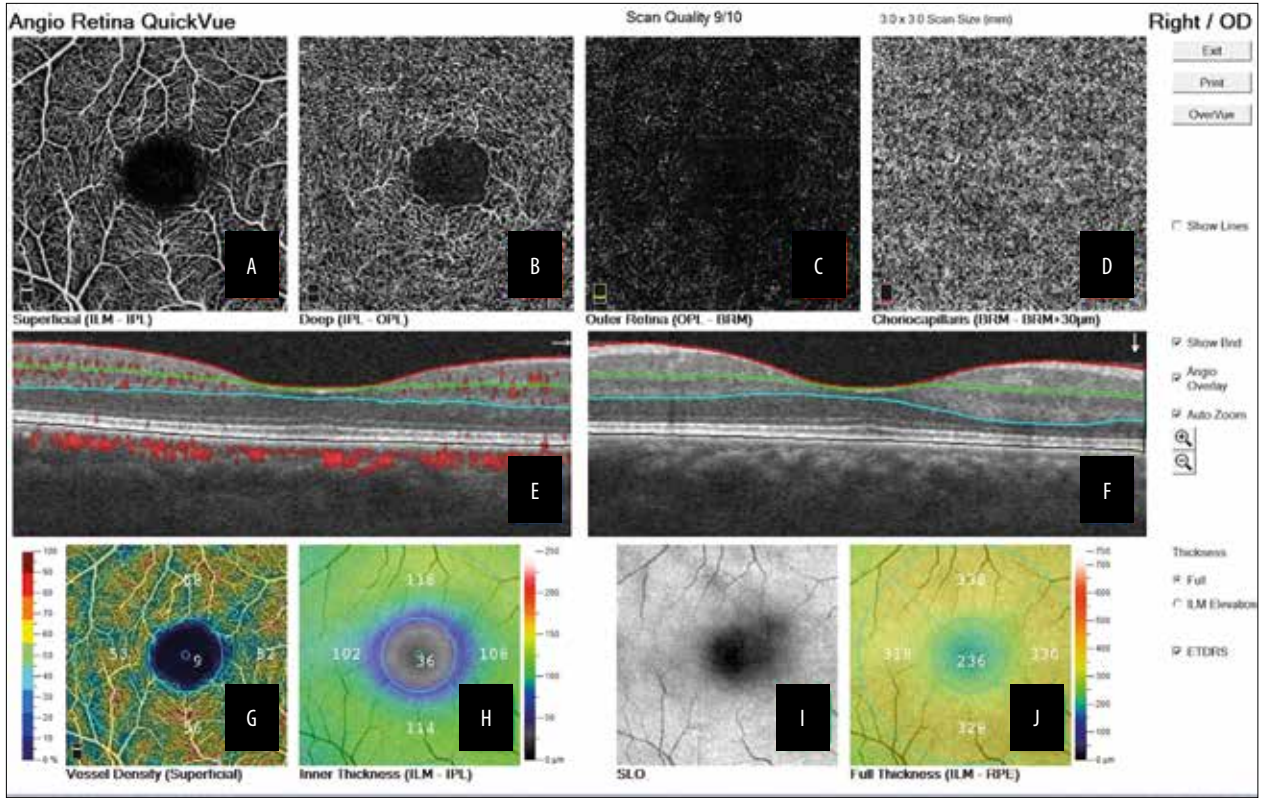 Angio Retina QuickVue
Scan Quality 9/10
3.0 x 3.0 Scan Size (mm)
Right / OD
Exit
Print
OverVue
Show Lines
A
B
C
D
Superficial (ILM - IPL)
Deep (IPL - OPL)
Outer Retina (OPL - BRM)
Choriocapillaris (BRM - BRM+30µm)
Show Bnd
Angio
Overlay
Auto Zoom
E
F
100
90
80
70
60
50
40
30
20
10
0 %
58
53
9
52
56
G
Vessel Density (Superficial)
118
102
36
108
114
H
250
200
150
100
50
0 µm
Inner Thickness (ILM - IPL)
I
SLO
338
318
236
330
328
J
750
600
500
400
300
200
100
0 µm
Full Thickness (ILM - RPE)
Thickness
Full
ILM Elevation
ETDRS